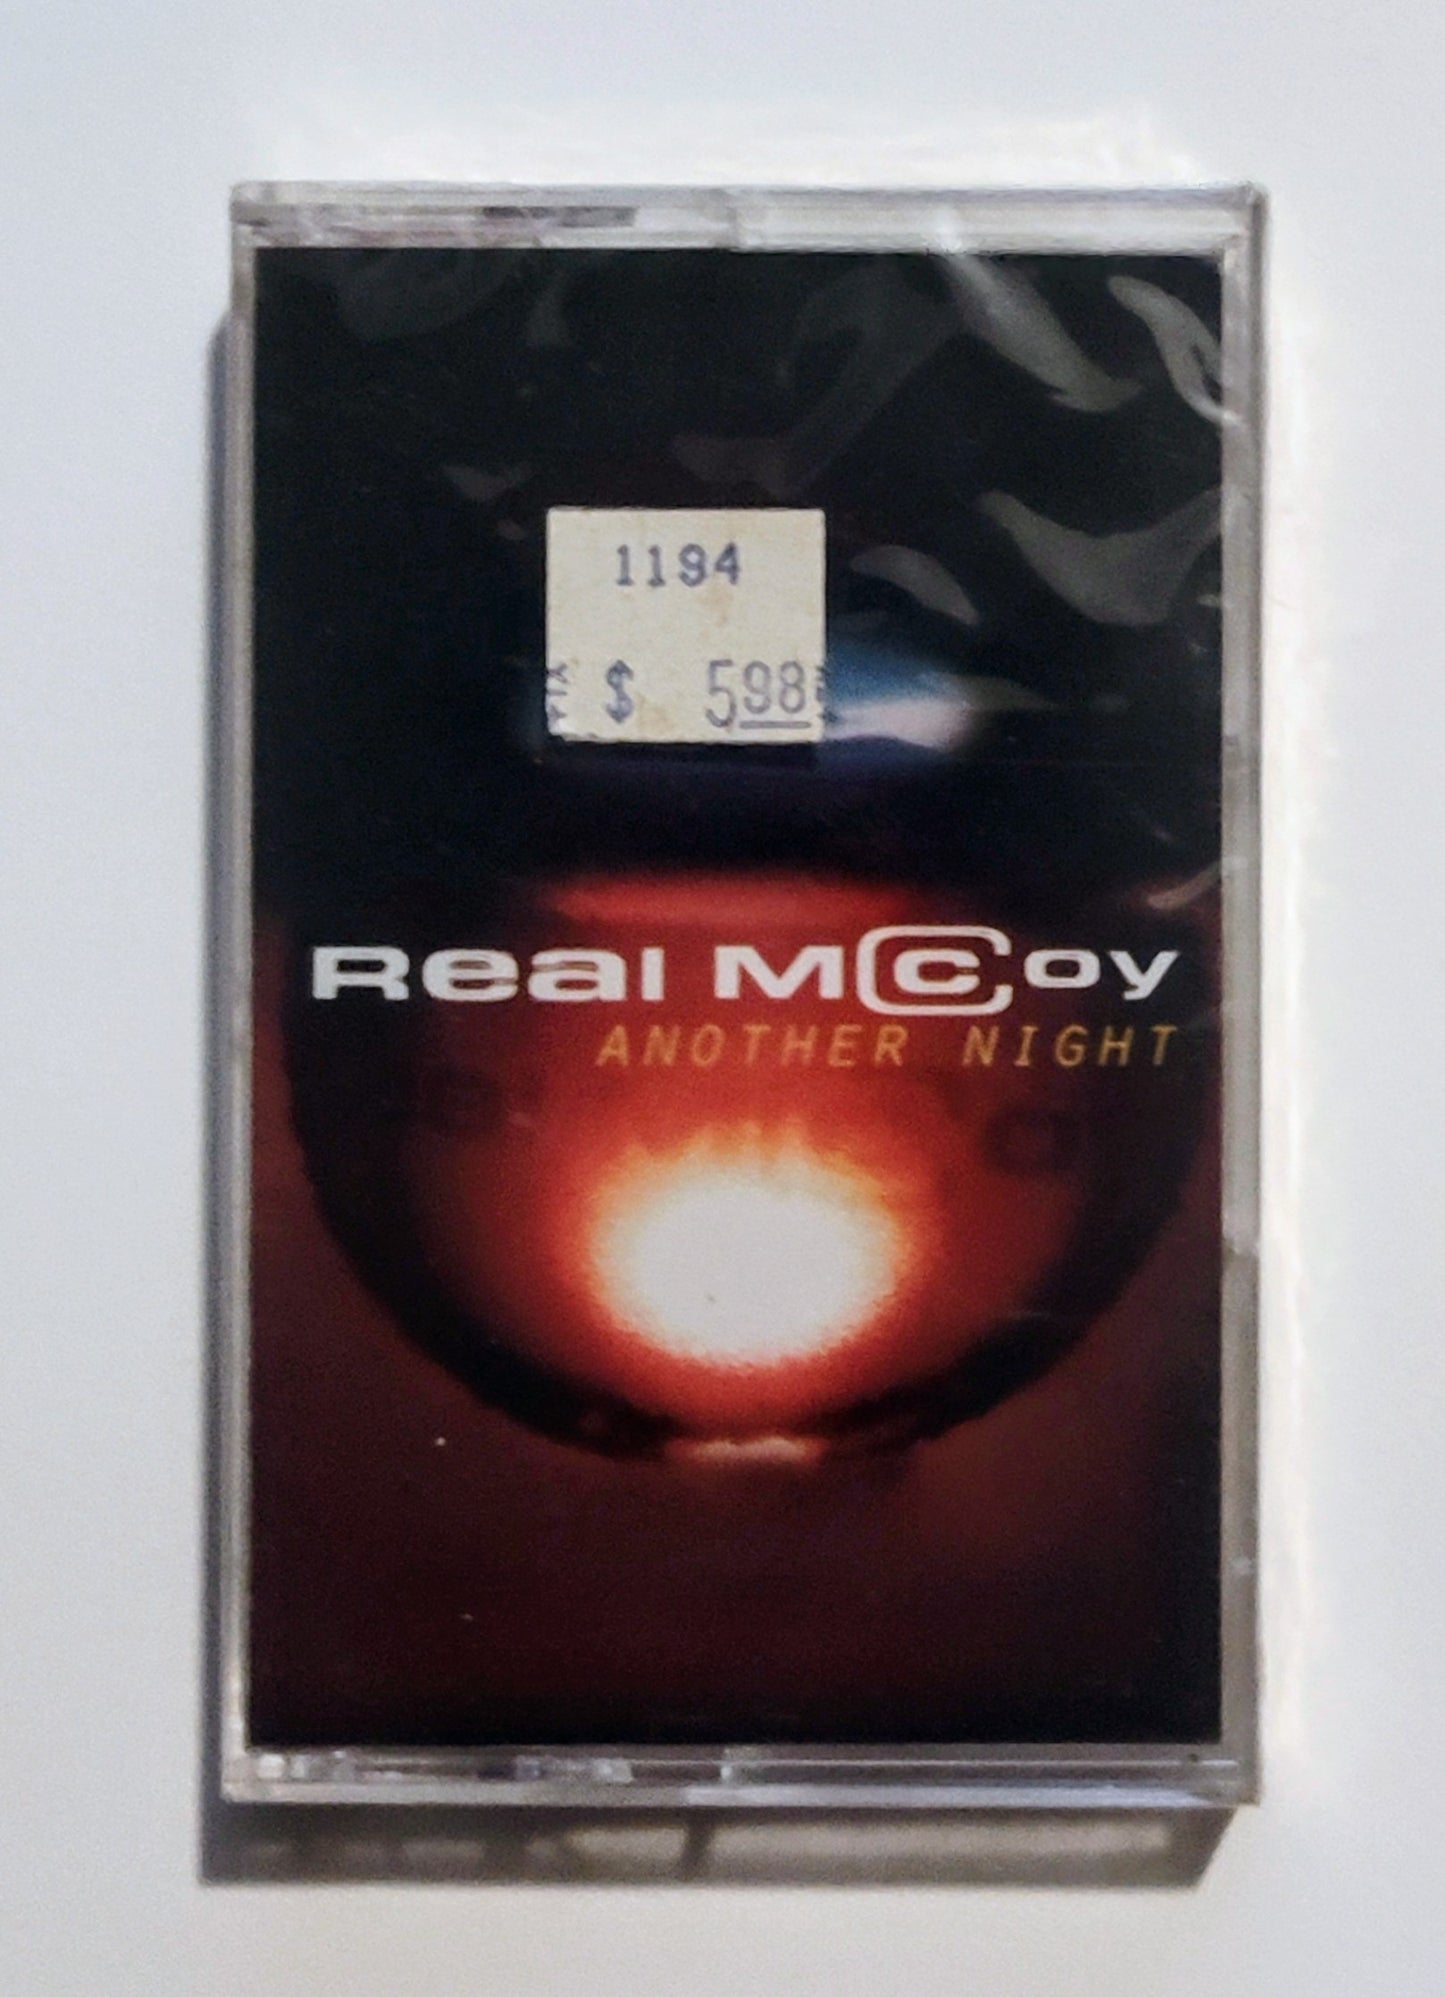 1194
$ 598
Real McCoy
ANOTHER NIGHT